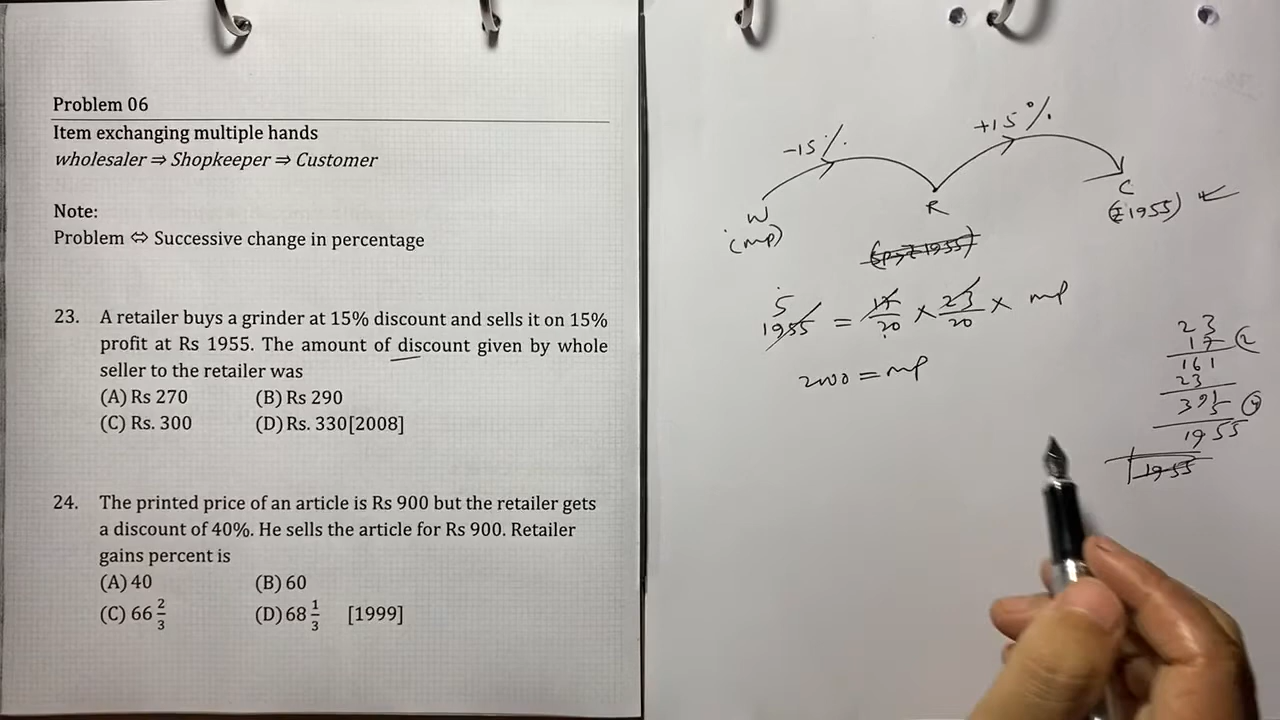 Problem 06
Item exchanging multiple hands
wholesaler ⇒ Shopkeeper ⇒ Customer
Note:
Problem ⇔ Successive change in percentage
23. A retailer buys a grinder at 15% discount and sells it on 15%
profit at Rs 1955. The amount of discount given by whole
seller to the retailer was
(A) Rs 270 (B) Rs 290
(C) Rs. 300 (D) Rs. 330[2008]
24. The printed price of an article is Rs 900 but the retailer gets
a discount of 40%. He sells the article for Rs 900. Retailer
gains percent is
(A) 40 (B) 60
(C) 66 2/3 (D) 68 1/3 [1999]
-15% +15%
W R C
(mp) (₹1955)
5
1955 = 17/20 × 23/20 × mp
2000 = mp
23
17
161
23
391
1955
1955